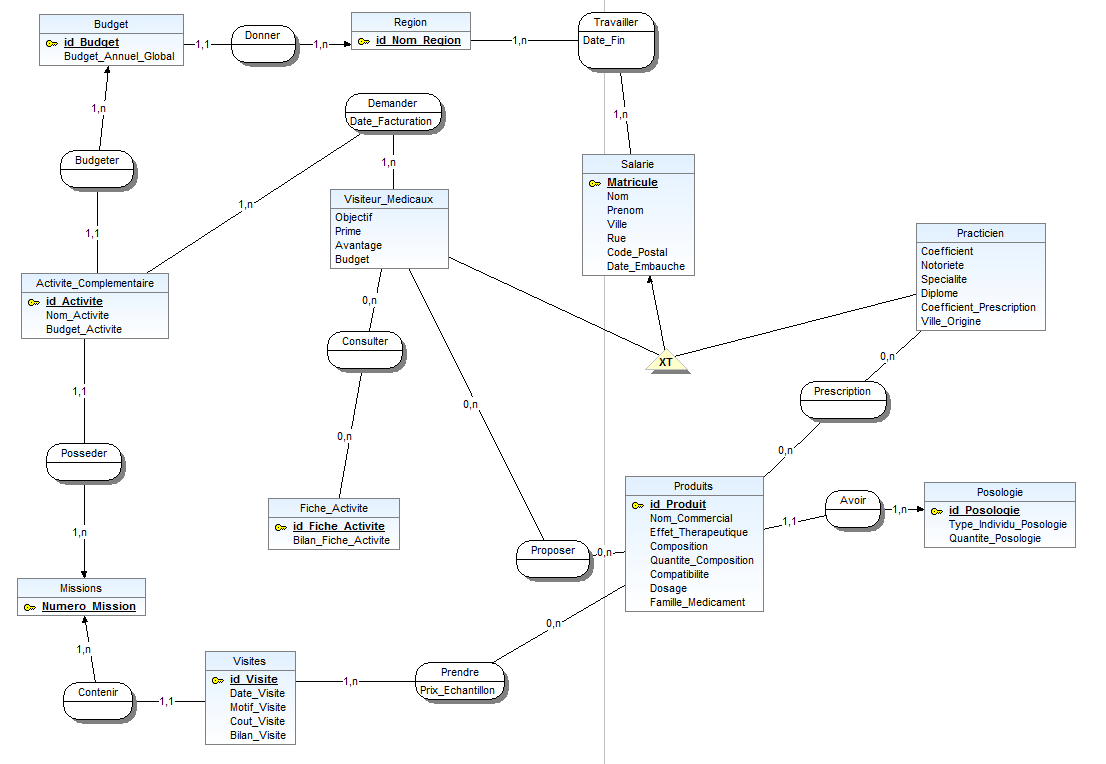 Budget
id_Budget
Budget_Annuel_Global
1,1
Donner
1,n
Region
id_Nom_Region
1,n
Travailler
Date_Fin
1,n
1,n
Budgeter
1,1
Demander
Date_Facturation
1,n
1,n
Visiteur_Medicaux
Objectif
Prime
Avantage
Budget
Salarie
Matricule
Nom
Prenom
Ville
Rue
Code_Postal
Date_Embauche
Practicien
Coefficient
Notoriete
Specialite
Diplome
Coefficient_Prescription
Ville_Origine
Activite_Complementaire
id_Activite
Nom_Activite
Budget_Activite
0,n
Consulter
0,n
XT
0,n
Prescription
0,n
0,n
1,1
Posseder
1,n
Fiche_Activite
id_Fiche_Activite
Bilan_Fiche_Activite
Proposer
0,n
Produits
id_Produit
Nom_Commercial
Effet_Therapeutique
Composition
Quantite_Composition
Compatibilite
Dosage
Famille_Medicament
1,1
Avoir
1,n
Posologie
id_Posologie
Type_Individu_Posologie
Quantite_Posologie
Missions
Numero_Mission
1,n
Contenir
1,1
Visites
id_Visite
Date_Visite
Motif_Visite
Cout_Visite
Bilan_Visite
1,n
Prendre
Prix_Echantillon
0,n